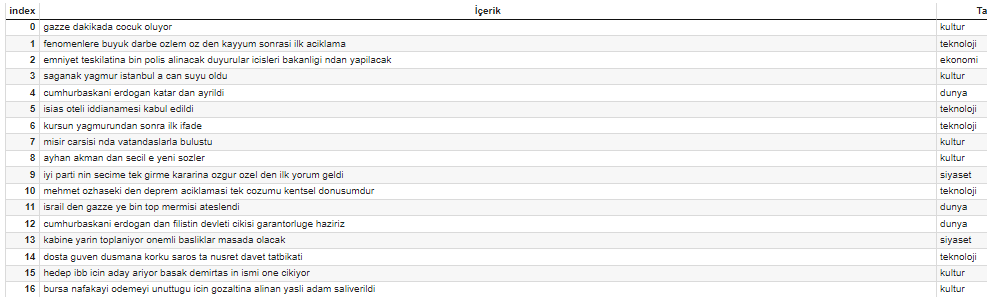 index İçerik Ta
0 gazze dakikada cocuk oluyor kultur
1 fenomenlere buyuk darbe ozlem oz den kayyum sonrasi ilk aciklama teknoloji
2 emniyet teskilatina bin polis alinacak duyurular icisleri bakanligi ndan yapilacak ekonomi
3 saganak yagmur istanbul a can suyu oldu kultur
4 cumhurbaskani erdogan katar dan ayrildi dunya
5 isias oteli iddianamesi kabul edildi teknoloji
6 kursun yagmurundan sonra ilk ifade teknoloji
7 misir carsisi nda vatandaslarla bulustu kultur
8 ayhan akman dan secil e yeni sozler kultur
9 iyi parti nin secime tek girme kararina ozgur ozel den ilk yorum geldi siyaset
10 mehmet ozhaseki den deprem aciklamasi tek cozumu kentsel donusumdur teknoloji
11 israil den gazze ye bin top mermisi ateslendi dunya
12 cumhurbaskani erdogan dan filistin devleti cikisi garantorluge haziriz dunya
13 kabine yarin toplaniyor onemli basliklar masada olacak siyaset
14 dosta guven dusmana korku saros ta nusret davet tatbikati teknoloji
15 hedep ibb icin aday ariyor basak demirtas in ismi one cikiyor kultur
16 bursa nafakayi odemeyi unuttugu icin gozaltina alinan yasli adam saliverildi kultur